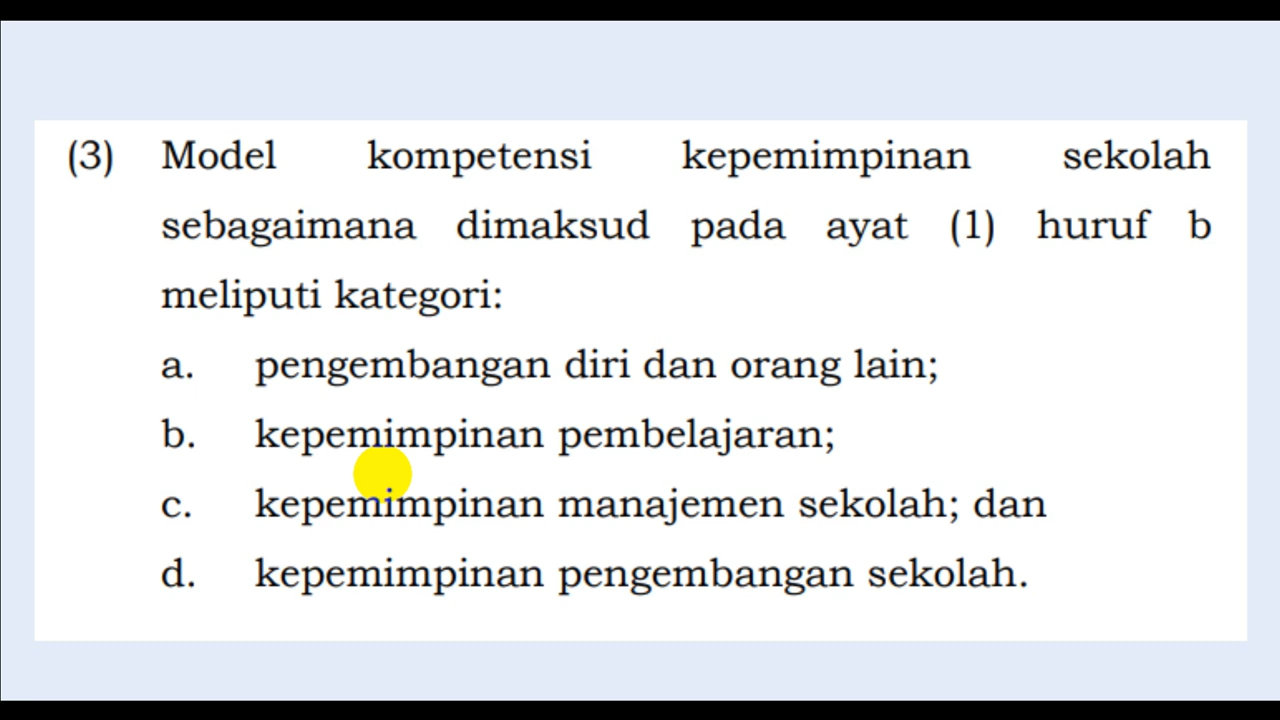 (3) Model kompetensi kepemimpinan sekolah
sebagaimana dimaksud pada ayat (1) huruf b
meliputi kategori:
a. pengembangan diri dan orang lain;
b. kepemimpinan pembelajaran;
c. kepemimpinan manajemen sekolah; dan
d. kepemimpinan pengembangan sekolah.